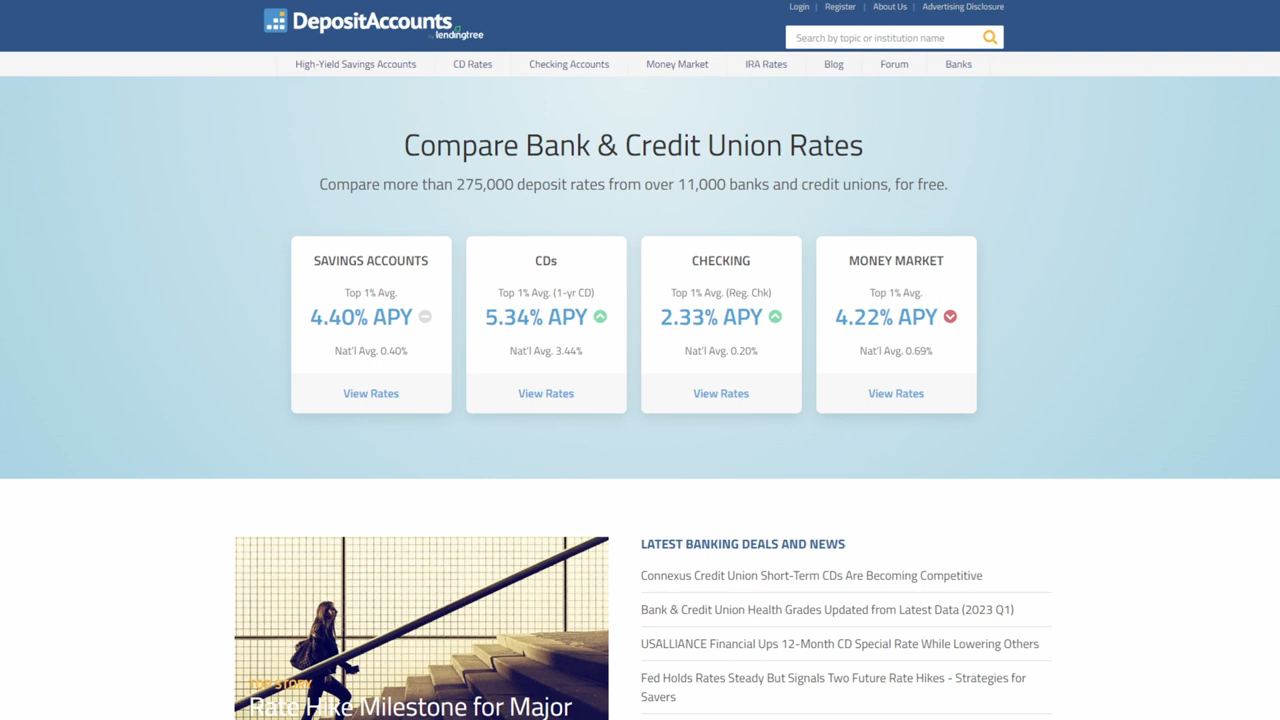 DepositAccounts
by lendingtree
Login | Register | About Us | Advertising Disclosure
Search by topic or institution name
High-Yield Savings Accounts
CD Rates
Checking Accounts
Money Market
IRA Rates
Blog
Forum
Banks
Compare Bank & Credit Union Rates
Compare more than 275,000 deposit rates from over 11,000 banks and credit unions, for free.
SAVINGS ACCOUNTS
Top 1% Avg.
4.40% APY
Nat'l Avg. 0.40%
View Rates
CDs
Top 1% Avg. (1-yr CD)
5.34% APY
Nat'l Avg. 3.44%
View Rates
CHECKING
Top 1% Avg. (Reg. Chk)
2.33% APY
Nat'l Avg. 0.20%
View Rates
MONEY MARKET
Top 1% Avg.
4.22% APY
Nat'l Avg. 0.69%
View Rates
TOP STORY
Rate Hike Milestone for Major
LATEST BANKING DEALS AND NEWS
Connexus Credit Union Short-Term CDs Are Becoming Competitive
Bank & Credit Union Health Grades Updated from Latest Data (2023 Q1)
USALLIANCE Financial Ups 12-Month CD Special Rate While Lowering Others
Fed Holds Rates Steady But Signals Two Future Rate Hikes - Strategies for
Savers